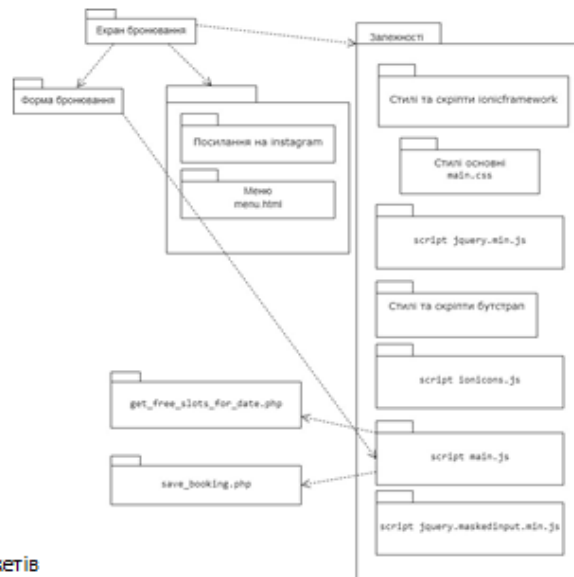 Екран бронювання
Залежності
Форма бронювання
Посилання на instagram
Меню
menu.html
Стилі та скріпти ionicframework
Стилі основні
main.css
script jquery.min.js
Стилі та скріпти бутстрап
script ionicons.js
get_free_slots_for_date.php
script main.js
save_booking.php
script jquery.maskedinput.min.js